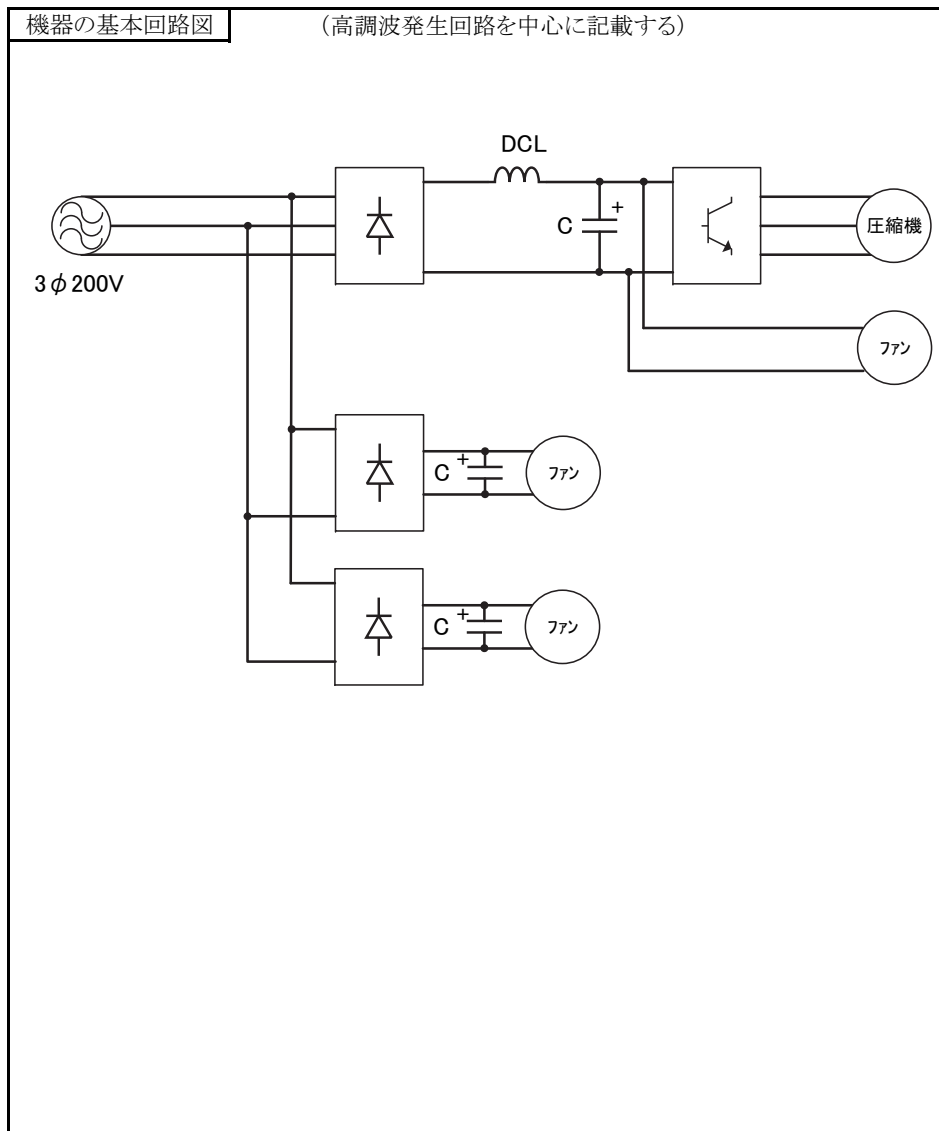 機器の基本回路図
(高調波発生回路を中心に記載する)
DCL
C +
圧縮機
3φ200V
ファン
C +
ファン
C +
ファン